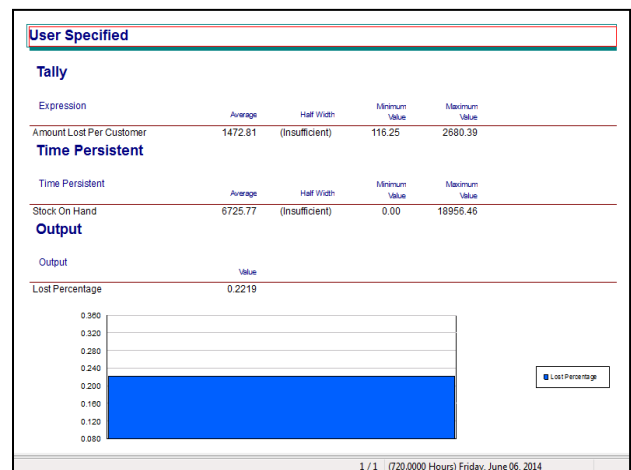 User Specified
Tally
Expression
Average Half Width Minimum Value Maximum Value
Amount Lost Per Customer 1472.81 (Insufficient) 116.25 2680.39
Time Persistent
Time Persistent
Average Half Width Minimum Value Maximum Value
Stock On Hand 6725.77 (Insufficient) 0.00 18956.46
Output
Output
Value
Lost Percentage 0.2219
0.360
0.320
0.280
0.240
0.200
0.160
0.120
0.080
Lost Percentage
1 / 1 (720.0000 Hours) Friday, June 06, 2014